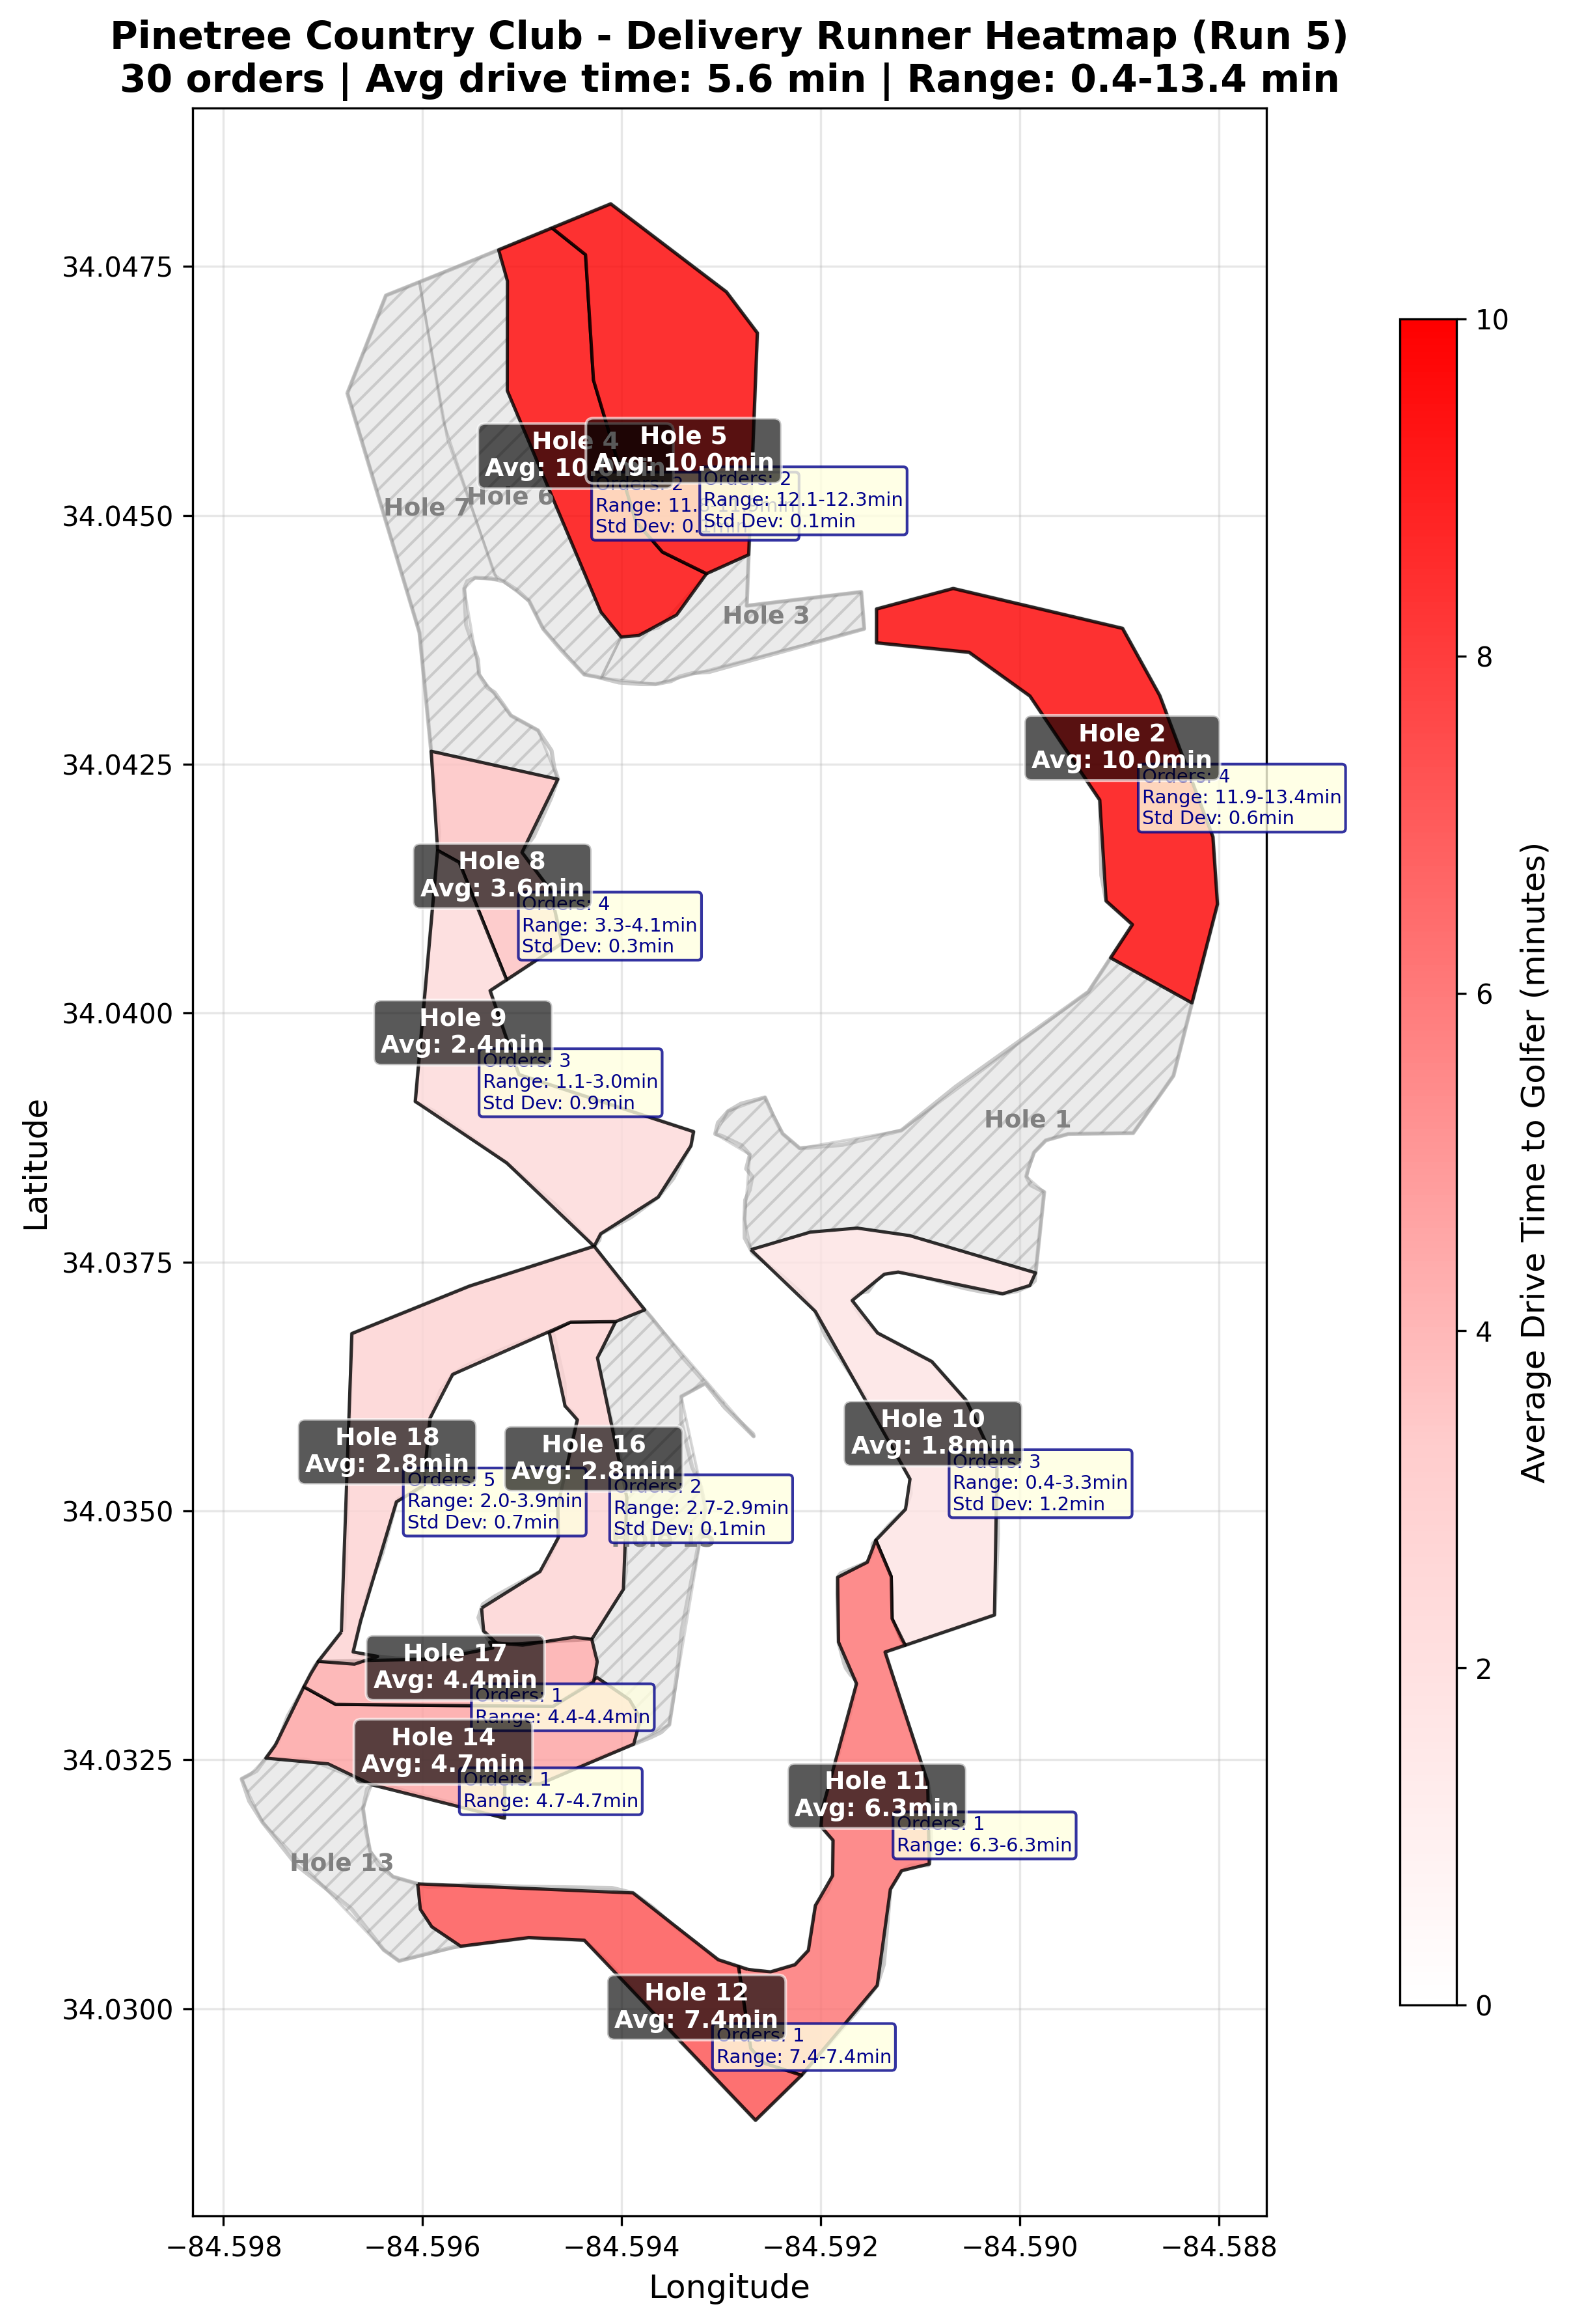 Pinetree Country Club - Delivery Runner Heatmap (Run 5)
30 orders | Avg drive time: 5.6 min | Range: 0.4-13.4 min
34.0475
34.0450
34.0425
34.0400
34.0375
34.0350
34.0325
34.0300
Latitude
−84.598
−84.596
−84.594
−84.592
−84.590
−84.588
Longitude
Hole 4
Avg: 10.0min
Orders: 2
Std Dev: 0.1min
Hole 5
Avg: 10.0min
Orders: 2
Range: 12.1-12.3min
Std Dev: 0.1min
Hole 7
Hole 6
Hole 3
Hole 2
Avg: 10.0min
Orders: 4
Range: 11.9-13.4min
Std Dev: 0.6min
Hole 8
Avg: 3.6min
Orders: 4
Range: 3.3-4.1min
Std Dev: 0.3min
Hole 9
Avg: 2.4min
Orders: 3
Range: 1.1-3.0min
Std Dev: 0.9min
Hole 1
Hole 10
Avg: 1.8min
Orders: 3
Range: 0.4-3.3min
Std Dev: 1.2min
Hole 18
Avg: 2.8min
Orders: 5
Range: 2.0-3.9min
Std Dev: 0.7min
Hole 16
Avg: 2.8min
Orders: 2
Range: 2.7-2.9min
Std Dev: 0.1min
Hole 15
Hole 17
Avg: 4.4min
Orders: 1
Range: 4.4-4.4min
Hole 14
Avg: 4.7min
Orders: 1
Range: 4.7-4.7min
Hole 11
Avg: 6.3min
Orders: 1
Range: 6.3-6.3min
Hole 13
Hole 12
Avg: 7.4min
Orders: 1
Range: 7.4-7.4min
10
8
6
4
2
0
Average Drive Time to Golfer (minutes)